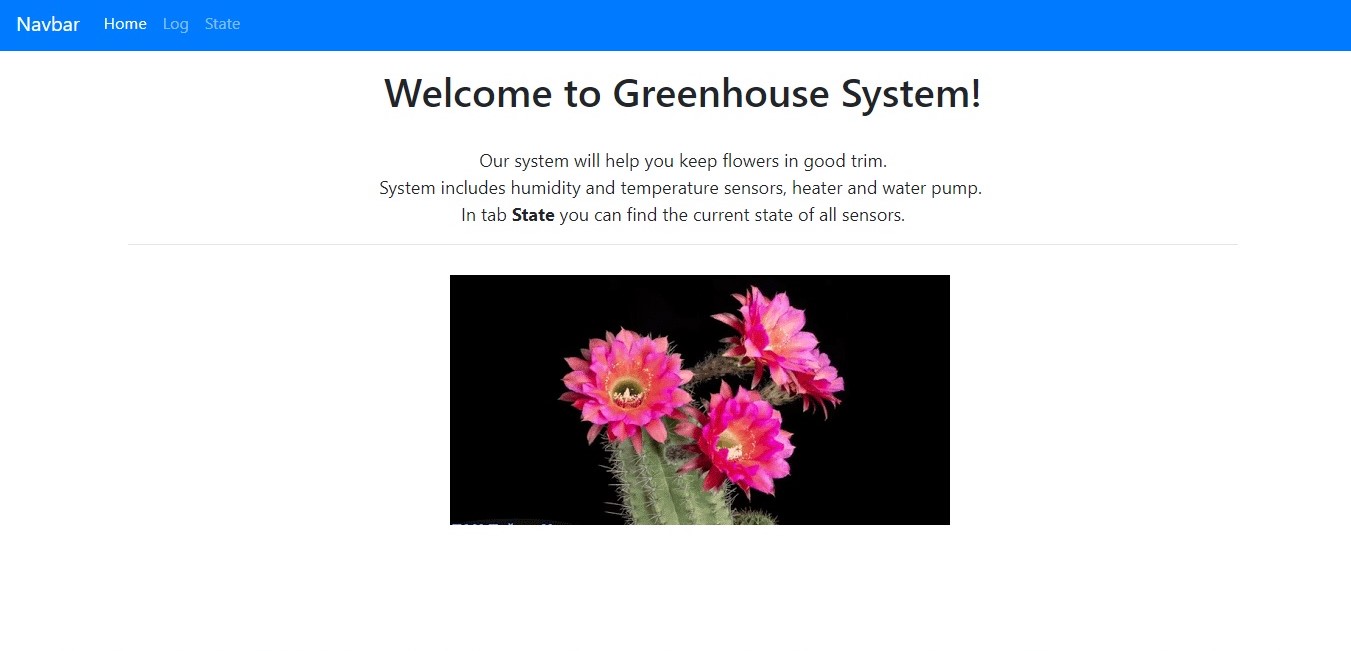 Navbar Home Log State
Welcome to Greenhouse System!
Our system will help you keep flowers in good trim.
System includes humidity and temperature sensors, heater and water pump.
In tab State you can find the current state of all sensors.